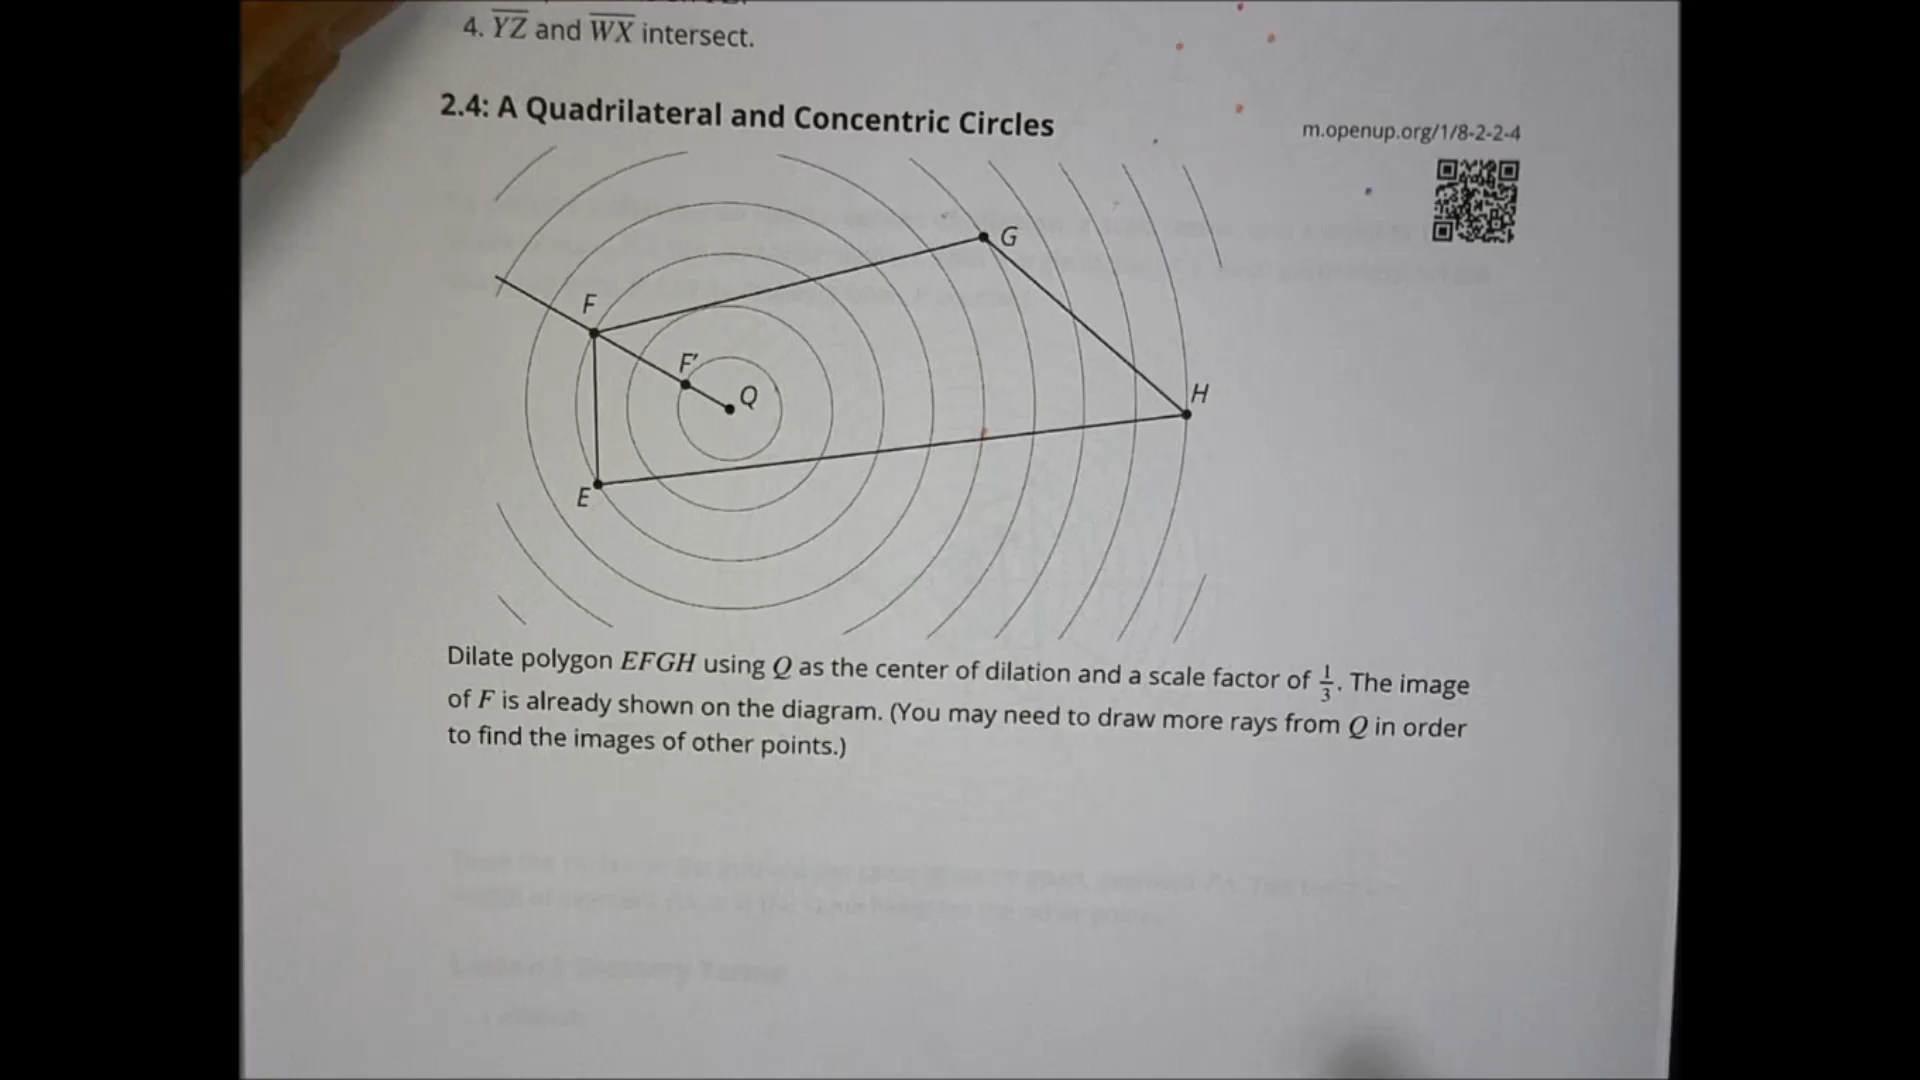 4. YZ and WX intersect.
2.4: A Quadrilateral and Concentric Circles
m.openup.org/1/8-2-2-4
G
F
F'
Q
H
E
Dilate polygon EFGH using Q as the center of dilation and a scale factor of 1/3. The image
of F is already shown on the diagram. (You may need to draw more rays from Q in order
to find the images of other points.)